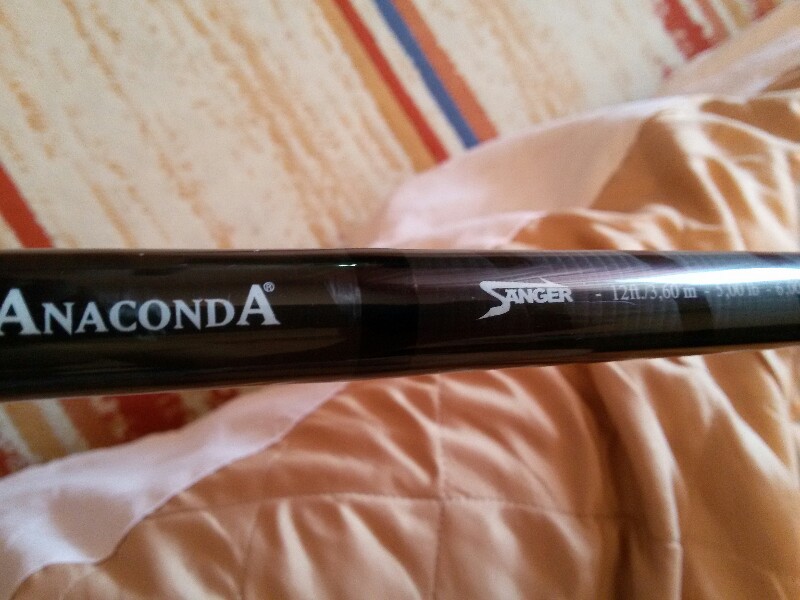 ANACONDA®
SÄNGER - 12ft./3,60 m - 5,00 lb -